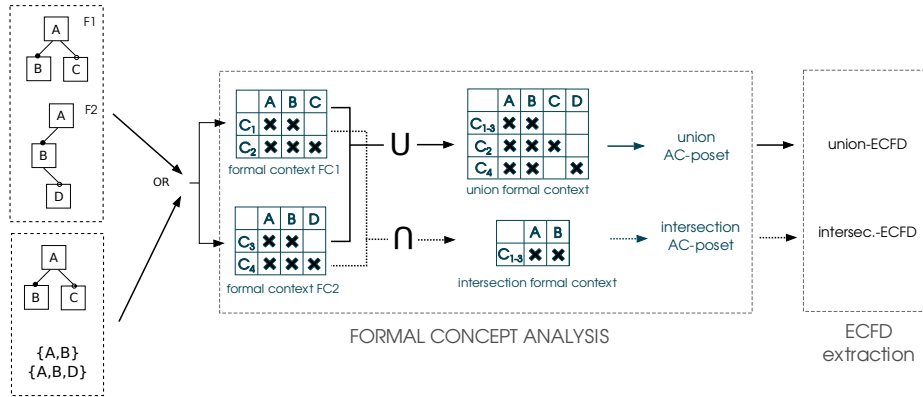 F1
A
B C
F2
A
B
D
A
B C
{A,B}
{A,B,D}
OR
A B C
C1
C2
formal context FC1
A B D
C3
C4
formal context FC2
∪
∩
A B C D
C1-3
C2
C4
union formal context
A B
C1-3
intersection formal context
union
AC-poset
intersection
AC-poset
FORMAL CONCEPT ANALYSIS
union-ECFD
intersec.-ECFD
ECFD
extraction